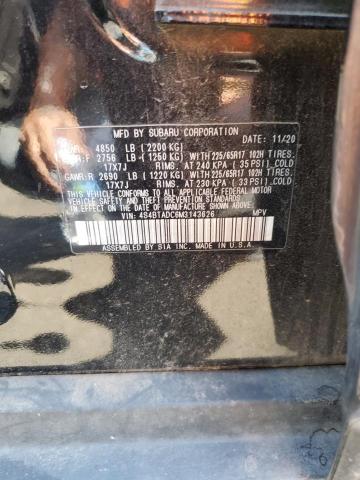 MFD BY SUBARU CORPORATION DATE: 11/20
4850 LB (2200 KG)
F 2756 LB (1250 KG) WITH 225/65R17 102H TIRES,
17X7J RIMS, AT 240 KPA (35 PSI) COLD
GAWR:R 2690 LB (1220 KG) WITH 225/65R17 102H TIRES,
17X7J RIMS, AT 230 KPA (33 PSI) COLD
THIS VEHICLE CONFORMS TO ALL APPLICABLE FEDERAL MOTOR
VEHICLE SAFETY AND THEFT PREVENTION STANDARDS
IN EFFECT ON THE DATE OF MANUFACTURE SHOWN ABOVE.
VIN: 4S4BTADC6M3143626 MPV
ASSEMBLED BY SIA INC. MADE IN U.S.A.